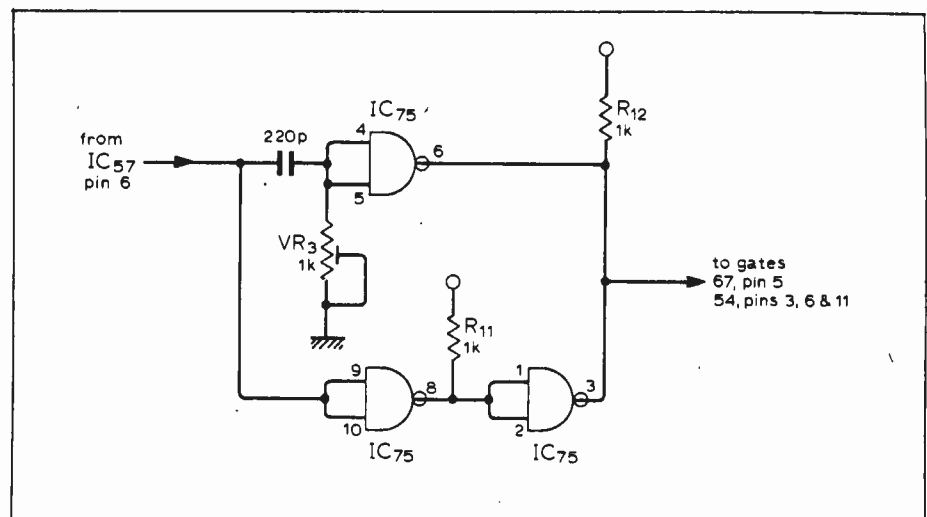 from
IC57
pin 6
220p
IC75
4
5
6
R12
1k
VR3
1k
R11
1k
to gates
67, pin 5
54, pins 3, 6 & 11
9
10
8
IC75
1
2
3
IC75